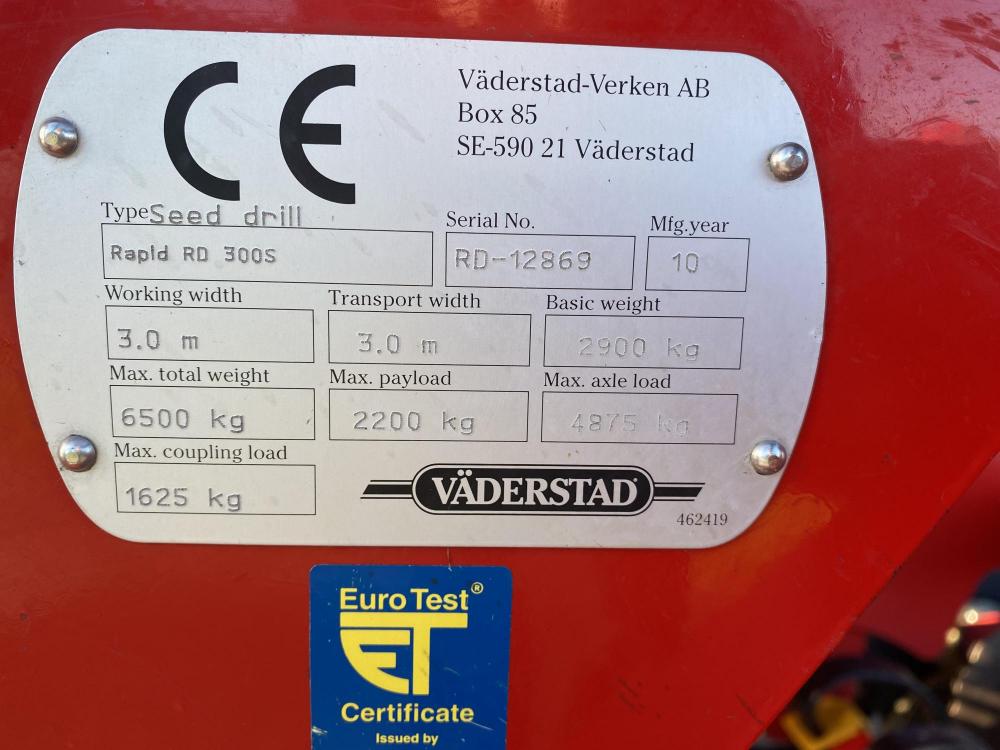 CE
Väderstad-Verken AB
Box 85
SE-590 21 Väderstad
Type Seed drill
Rapid RD 300S
Serial No.
RD-12869
Mfg.year
10
Working width
3.0 m
Transport width
3.0 m
Basic weight
2900 kg
Max. total weight
6500 kg
Max. payload
2200 kg
Max. axle load
4875 kg
Max. coupling load
1625 kg
VÄDERSTAD
462419
Euro Test®
ET
Certificate
Issued by